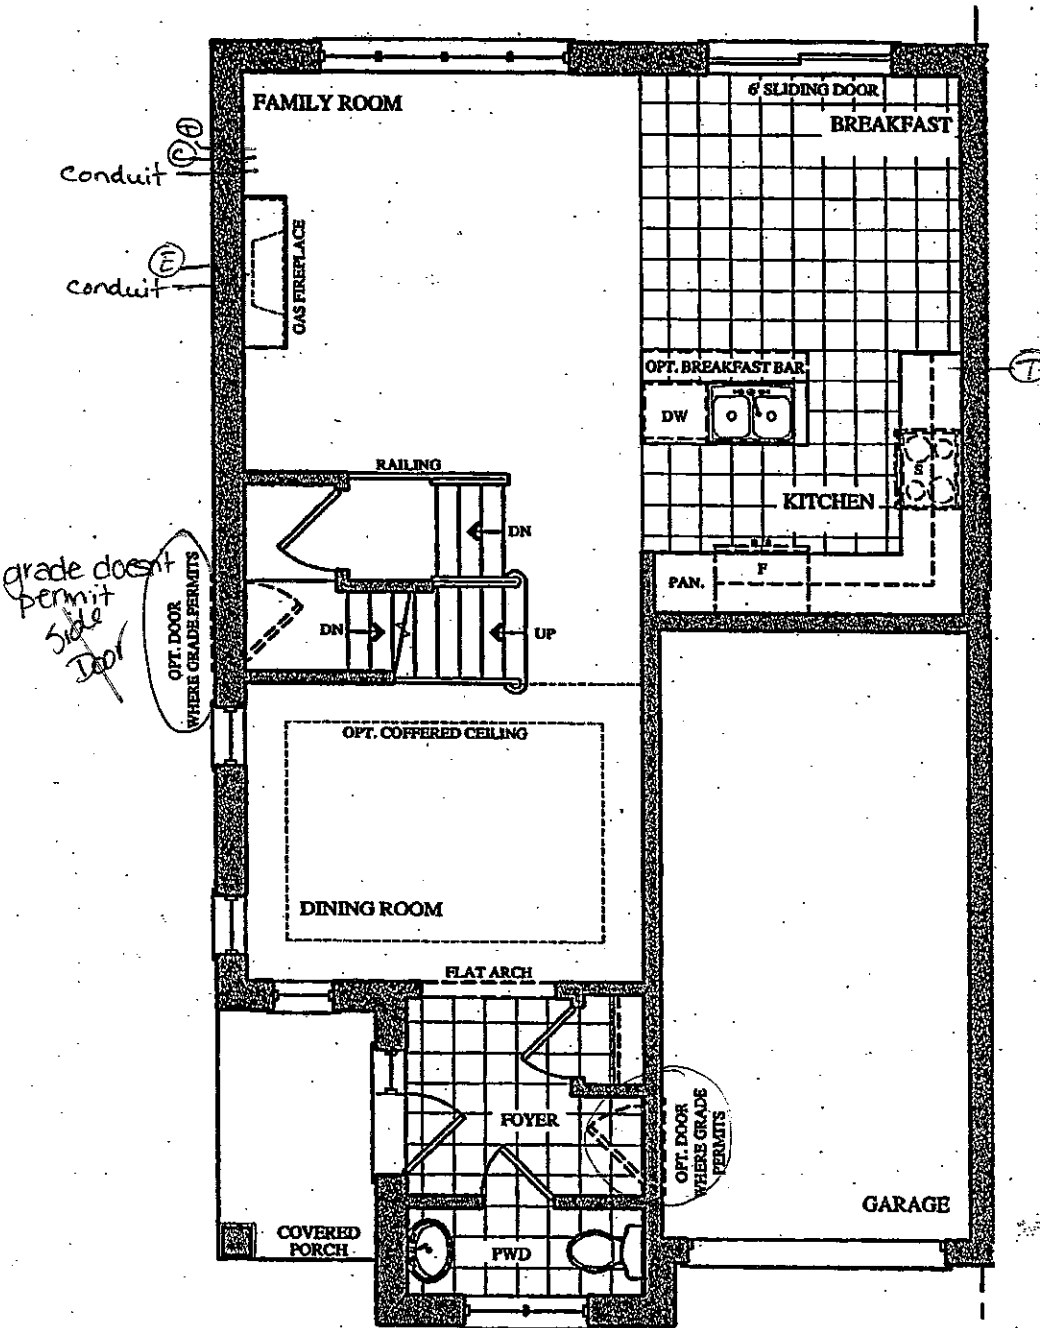 6' SLIDING DOOR
FAMILY ROOM
BREAKFAST
A
C
conduit
E
conduit
GAS FIREPLACE
OPT. BREAKFAST BAR
DW
S
KITCHEN
RAILING
DN
F
PAN.
DN
UP
grade doesnt
permit
Side
Door
OPT. DOOR
WHERE GRADE PERMITS
OPT. COFFERED CEILING
DINING ROOM
FLAT ARCH
FOYER
OPT. DOOR
WHERE GRADE
PERMITS
GARAGE
COVERED
PORCH
PWD